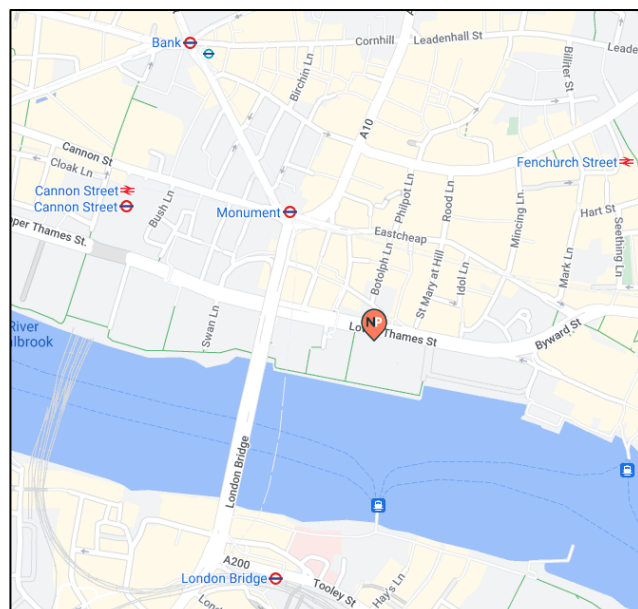 Bank
Cornhill
Leadenhall St
Leade
Birchin Ln
Billiter St
A10
Cannon St
Cloak Ln
Fenchurch Street
Cannon Street
Cannon Street
Bush Ln
Monument
Philpot Ln
Rood Ln
Mincing Ln
Hart St
Seething Ln
Eastcheap
pper Thames St.
Botolph Ln
St Mary at Hill
Idol Ln
Mark Ln
Swan Ln
NP
Lower Thames St
Byward St
River
albrook
London Bridge
A200
London Bridge
Tooley St
Hay's Ln